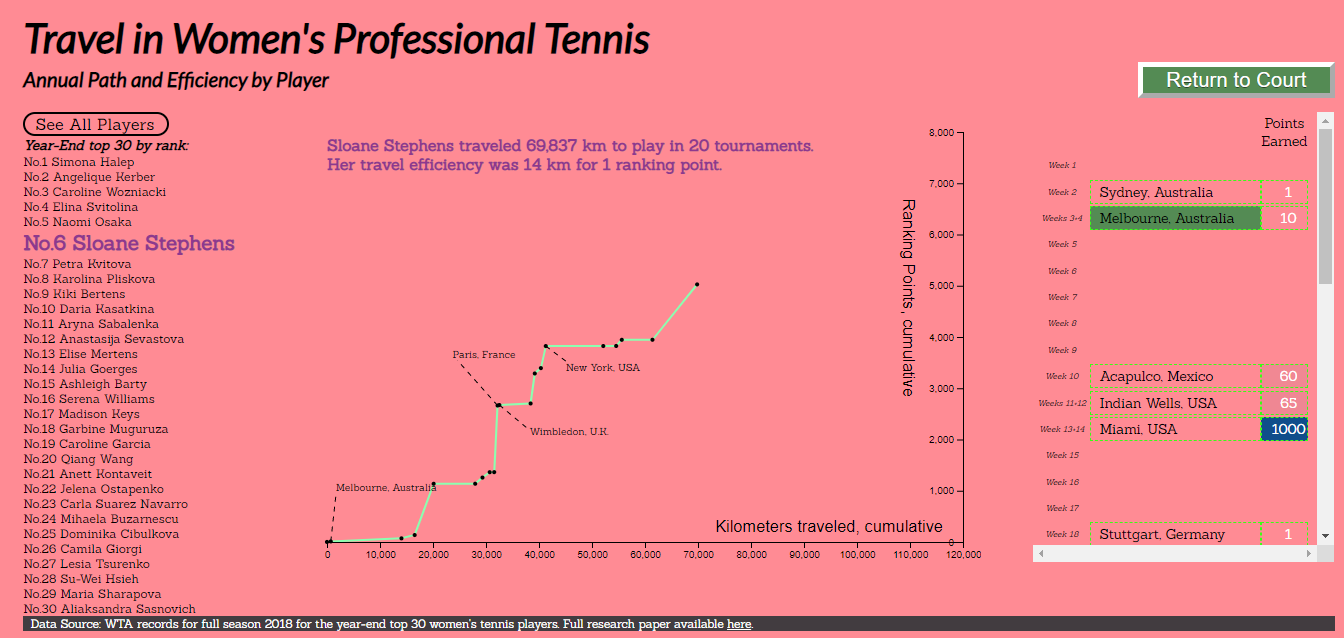 Travel in Women's Professional Tennis
Annual Path and Efficiency by Player
Return to Court
See All Players
Year-End top 30 by rank:
No.1 Simona Halep
No.2 Angelique Kerber
No.3 Caroline Wozniacki
No.4 Elina Svitolina
No.5 Naomi Osaka
No.6 Sloane Stephens
No.7 Petra Kvitova
No.8 Karolina Pliskova
No.9 Kiki Bertens
No.10 Daria Kasatkina
No.11 Aryna Sabalenka
No.12 Anastasija Sevastova
No.13 Elise Mertens
No.14 Julia Goerges
No.15 Ashleigh Barty
No.16 Serena Williams
No.17 Madison Keys
No.18 Garbine Muguruza
No.19 Caroline Garcia
No.20 Qiang Wang
No.21 Anett Kontaveit
No.22 Jelena Ostapenko
No.23 Carla Suarez Navarro
No.24 Mihaela Buzarnescu
No.25 Dominika Cibulkova
No.26 Camila Giorgi
No.27 Lesia Tsurenko
No.28 Su-Wei Hsieh
No.29 Maria Sharapova
No.30 Aliaksandra Sasnovich
Sloane Stephens traveled 69,837 km to play in 20 tournaments.
Her travel efficiency was 14 km for 1 ranking point.
8,000
7,000
6,000
5,000
4,000
3,000
2,000
1,000
0
Ranking Points, cumulative
Paris, France
New York, USA
Wimbledon, U.K.
Melbourne, Australia
Kilometers traveled, cumulative
0 10,000 20,000 30,000 40,000 50,000 60,000 70,000 80,000 90,000 100,000 110,000 120,000
Points
Earned
Week 1
Week 2 Sydney, Australia 1
Weeks 3+4 Melbourne, Australia 10
Week 5
Week 6
Week 7
Week 8
Week 9
Week 10 Acapulco, Mexico 60
Weeks 11+12 Indian Wells, USA 65
Week 13+14 Miami, USA 1000
Week 15
Week 16
Week 17
Week 18 Stuttgart, Germany 1
Data Source: WTA records for full season 2018 for the year-end top 30 women's tennis players. Full research paper available here.